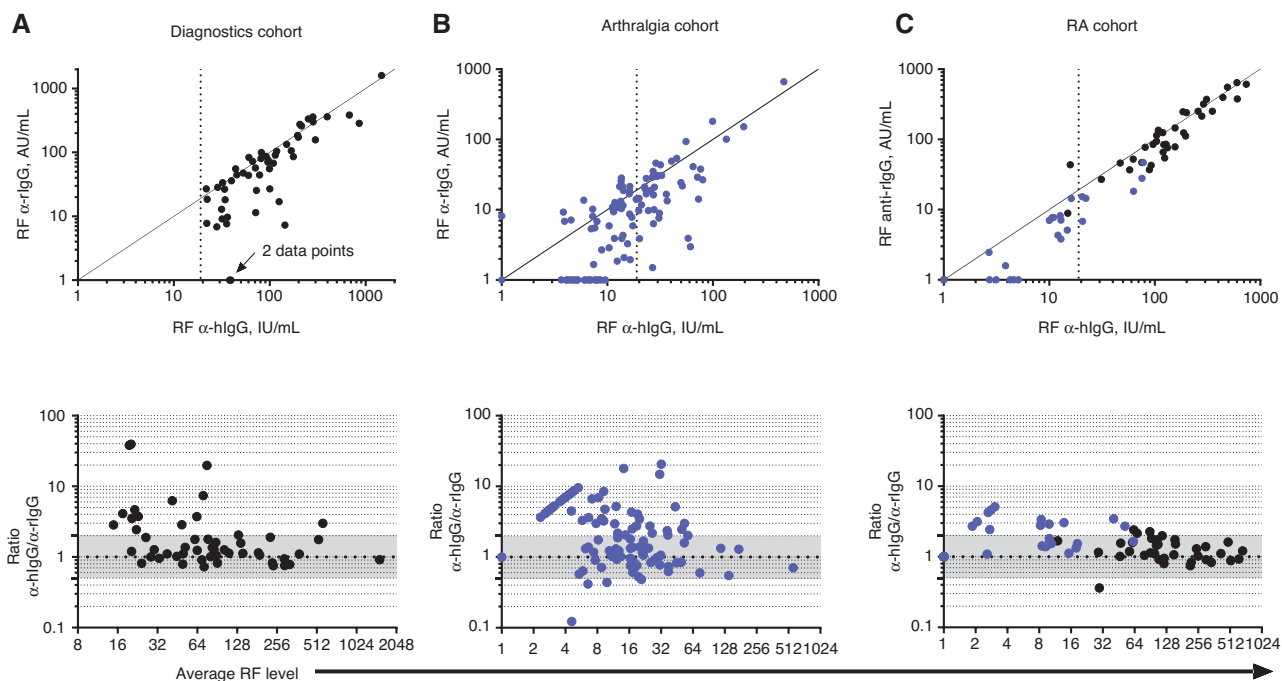 A
Diagnostics cohort
RF α-rIgG, AU/mL
1000
100
10
1
2 data points
1
10
100
1000
RF α-hIgG, IU/mL
B
Arthralgia cohort
RF α-rIgG, AU/mL
1000
100
10
1
1
10
100
1000
RF α-hIgG, IU/mL
C
RA cohort
RF anti-rIgG, AU/mL
1000
100
10
1
1
10
100
1000
RF α-hIgG, IU/mL
Ratio
α-hIgG/α-rIgG
100
10
1
0.1
8 16 32 64 128 256 512 1024 2048
Ratio
α-hIgG/α-rIgG
100
10
1
0.1
1 2 4 8 16 32 64 128 256 512 1024
Ratio
α-hIgG/α-rIgG
100
10
1
0.1
1 2 4 8 16 32 64 128 256 512 1024
Average RF level